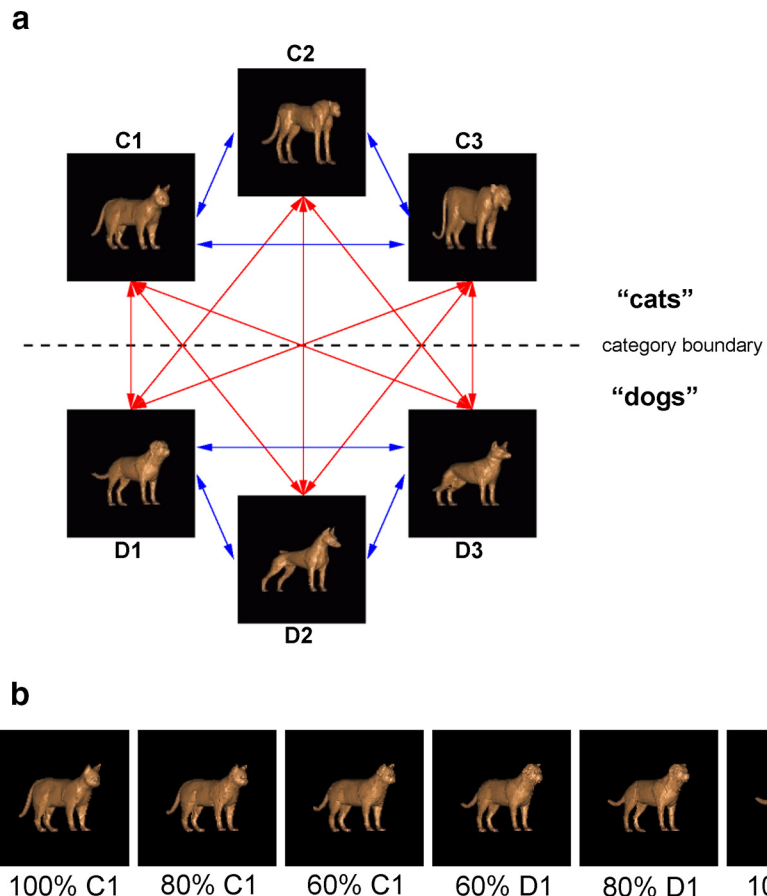 a
C2
C1
C3
“cats”
category boundary
“dogs”
D1
D3
D2
b
100% C1
80% C1
60% C1
60% D1
80% D1